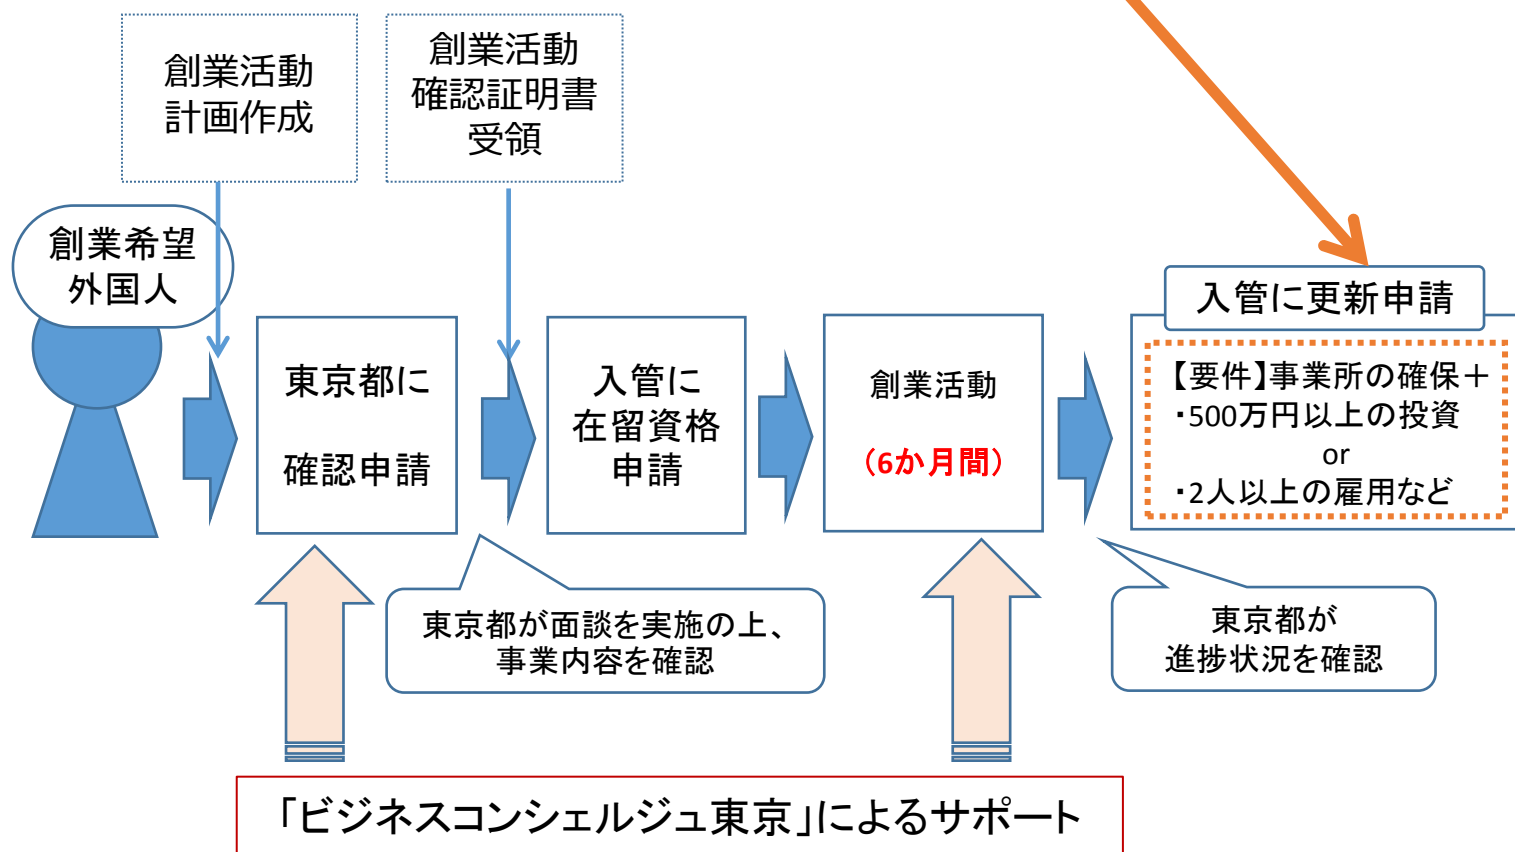 創業活動
計画作成
創業活動
確認証明書
受領
創業希望
外国人
東京都に
確認申請
入管に
在留資格
申請
創業活動
（6か月間）
入管に更新申請
【要件】事業所の確保＋
・500万円以上の投資
or
・2人以上の雇用など
東京都が面談を実施の上、
事業内容を確認
東京都が
進捗状況を確認
「ビジネスコンシェルジュ東京」によるサポート